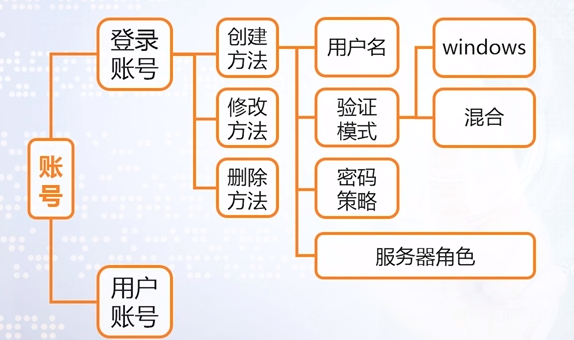 账
号
登录
账号
创建
方法
用户名
验证
模式
windows
混合
密码
策略
服务器角色
修改
方法
删除
方法
用户
账号